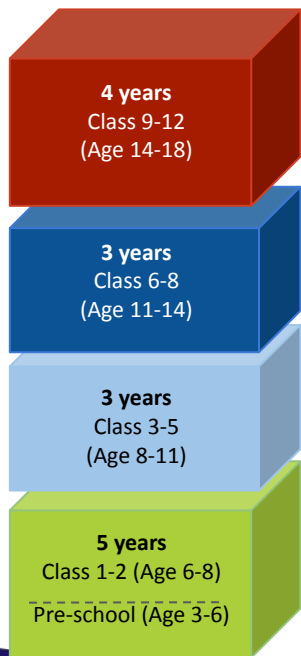 4 years
Class 9-12
(Age 14-18)
3 years
Class 6-8
(Age 11-14)
3 years
Class 3-5
(Age 8-11)
5 years
Class 1-2 (Age 6-8)
Pre-school (Age 3-6)